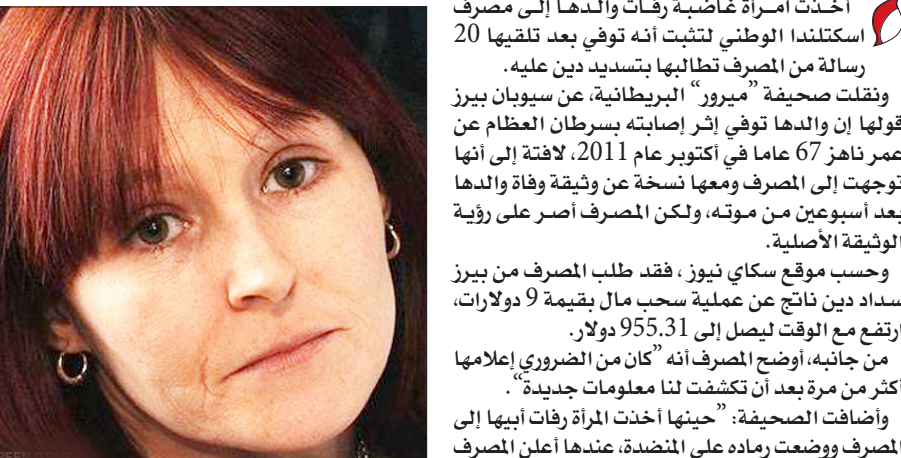 أخذت امرأة غاضبة رفات والدها إلى مصرف
اسكتلندا الوطني لتثبت أنه توفي بعد تلقيها 20
رسالة من المصرف تطالبها بتسديد دين عليه.
ونقلت صحيفة ”ميرور“ البريطانية، عن سيوبان بيرز
قولها إن والدها توفي إثر إصابته بسرطان العظام عن
عمر ناهز 67 عاما في أكتوبر عام 2011، لافتة إلى أنها
توجهت إلى المصرف ومعها نسخة عن وثيقة وفاة والدها
بعد أسبوعين من موته، ولكن المصرف أصر على رؤية
الوثيقة الأصلية.
وحسب موقع سكاي نيوز ، فقد طلب المصرف من بيرز
سداد دين ناتج عن عملية سحب مال بقيمة 9 دولارات،
ارتفع مع الوقت ليصل إلى 955.31 دولار.
من جانبه، أوضح المصرف أنه ”كان من الضروري إعلامها
أكثر من مرة بعد أن تكشفت لنا معلومات جديدة“.
وأضافت الصحيفة: ”حينها أخذت المرأة رفات أبيها إلى
المصرف ووضعت رماده على المنضدة، عندها أعلن المصرف